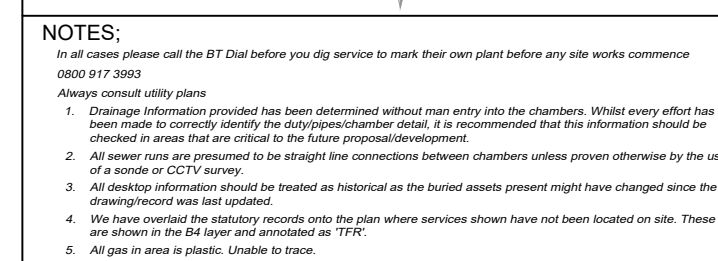 NOTES;
In all cases please call the BT Dial before you dig service to mark their own plant before any site works commence
0800 917 3993
Always consult utility plans
1. Drainage Information provided has been determined without man entry into the chambers. Whilst every effort has
been made to correctly identify the duty/pipes/chamber detail, it is recommended that this information should be
checked in areas that are critical to the future proposal/development.
2. All sewer runs are presumed to be straight line connections between chambers unless proven otherwise by the us
of a sonde or CCTV survey.
3. All desktop information should be treated as historical as the buried assets present might have changed since the
drawing/record was last updated.
4. We have overlaid the statutory records onto the plan where services shown have not been located on site. These
are shown in the B4 layer and annotated as 'TFR'.
5. All gas in area is plastic. Unable to trace.